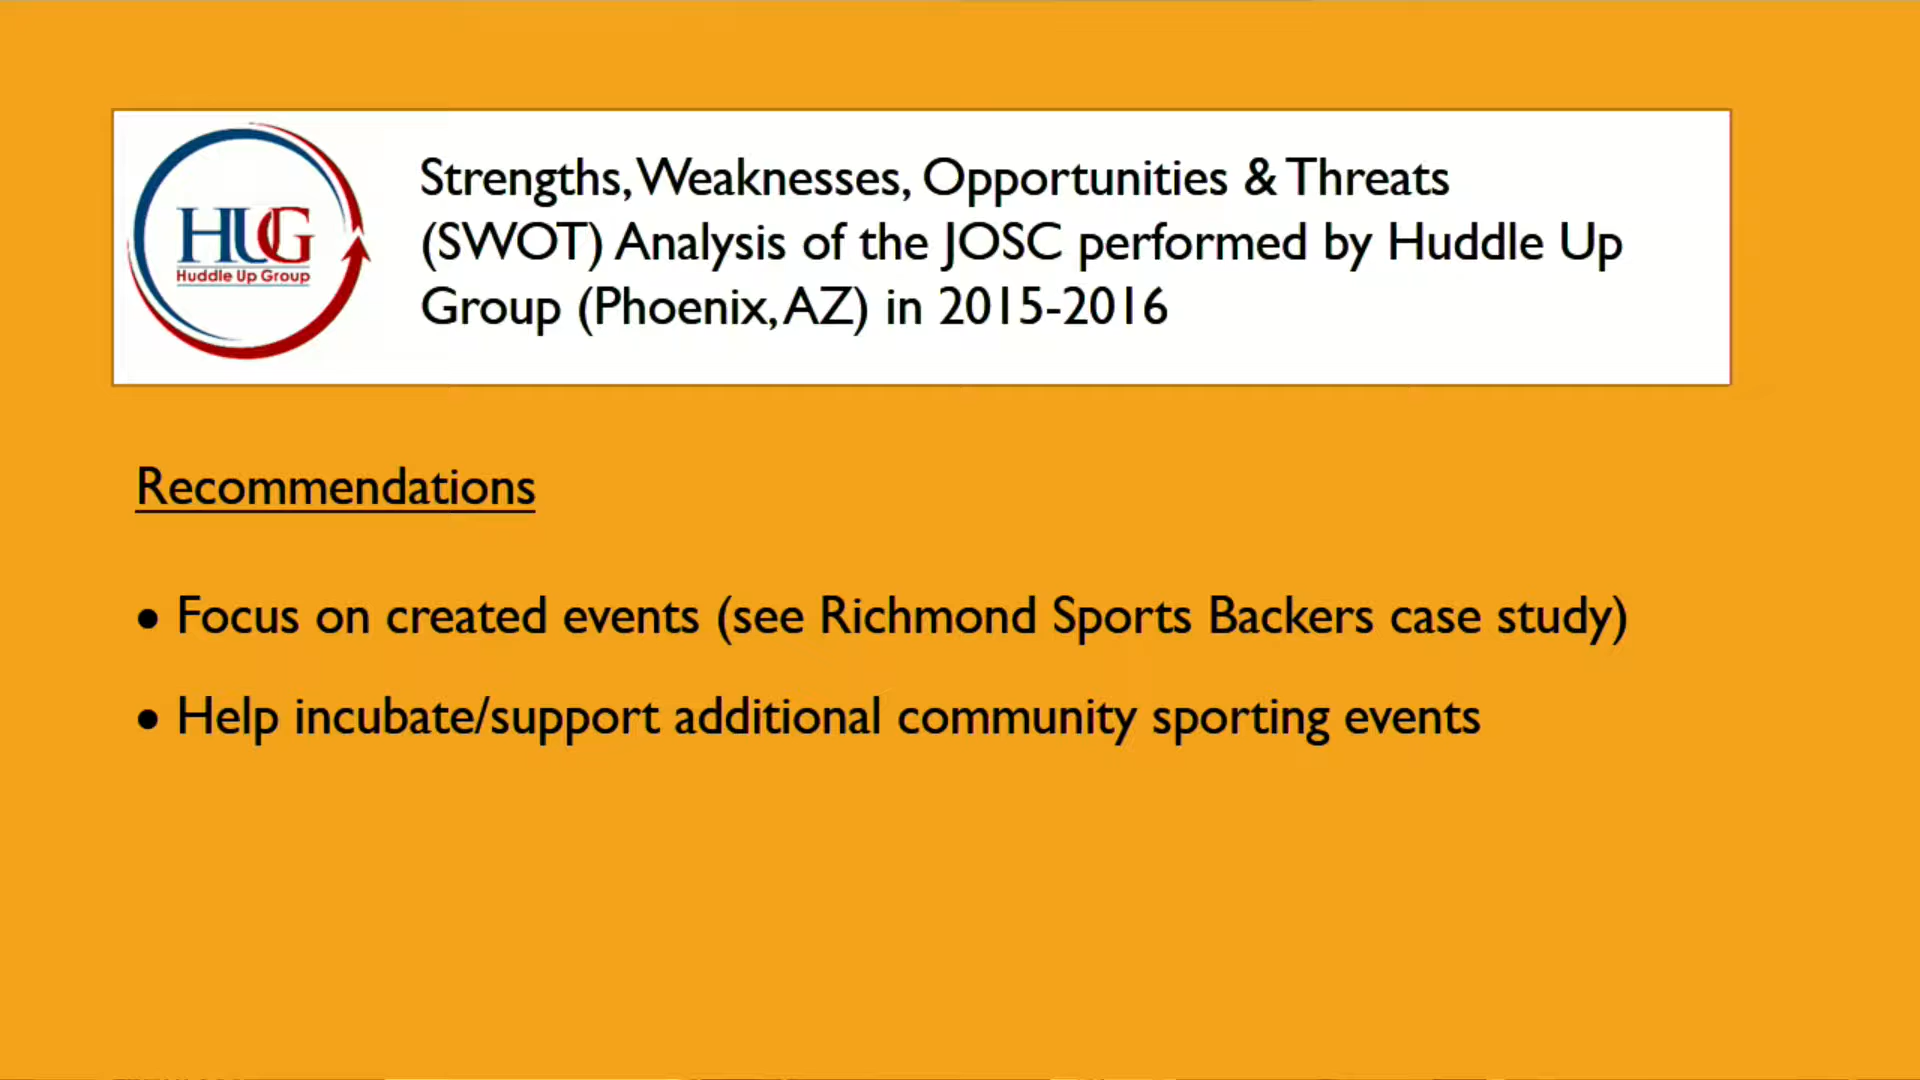 HUG
Huddle Up Group
Strengths, Weaknesses, Opportunities & Threats
(SWOT) Analysis of the JOSC performed by Huddle Up
Group (Phoenix, AZ) in 2015-2016
Recommendations
• Focus on created events (see Richmond Sports Backers case study)
• Help incubate/support additional community sporting events